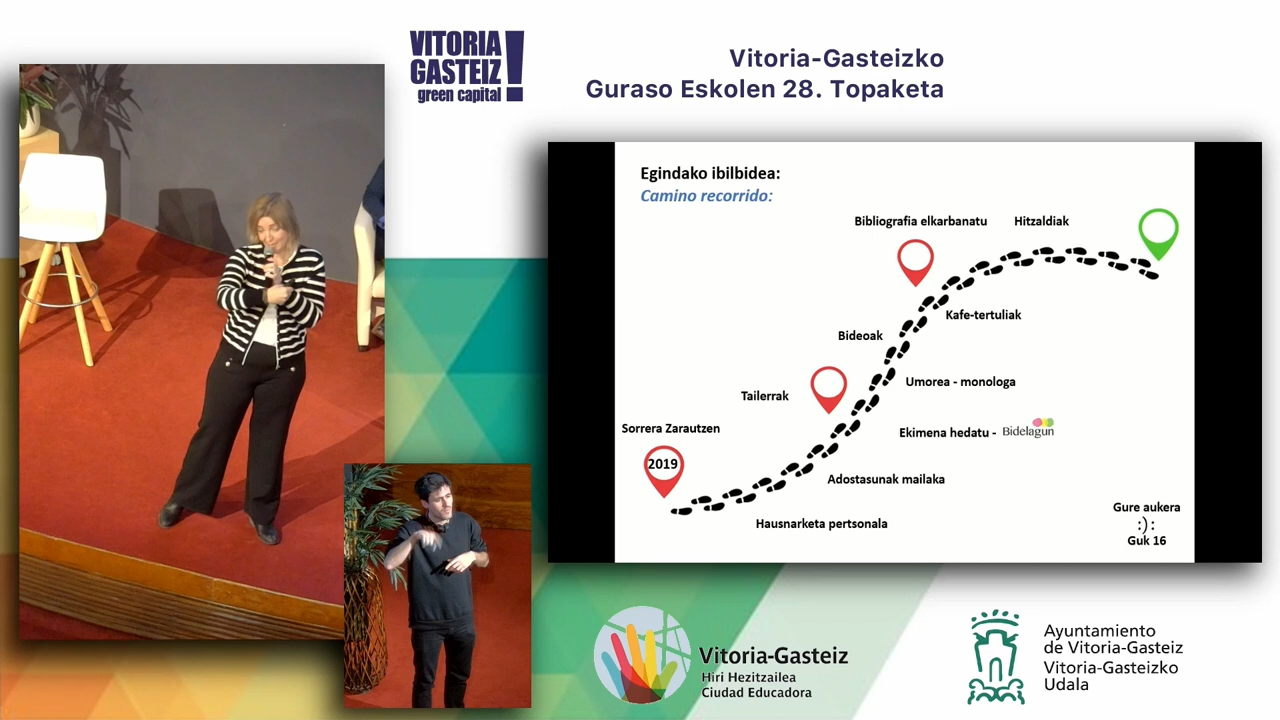 VITORIA
GASTEIZ!
green capital
Vitoria-Gasteizko
Guraso Eskolen 28. Topaketa
Egindako ibilbidea:
Camino recorrido:
Bibliografia elkarbanatu
Hitzaldiak
Kafe-tertuliak
Bideoak
Umorea - monologa
Tailerrak
Ekimena hedatu - Bidelagun
Sorrera Zarautzen
2019
Adostasunak mailaka
Hausnarketa pertsonala
Gure aukera
:) :
Guk 16
Vitoria-Gasteiz
Hiri Hezitzailea
Ciudad Educadora
Ayuntamiento
de Vitoria-Gasteiz
Vitoria-Gasteizko
Udala